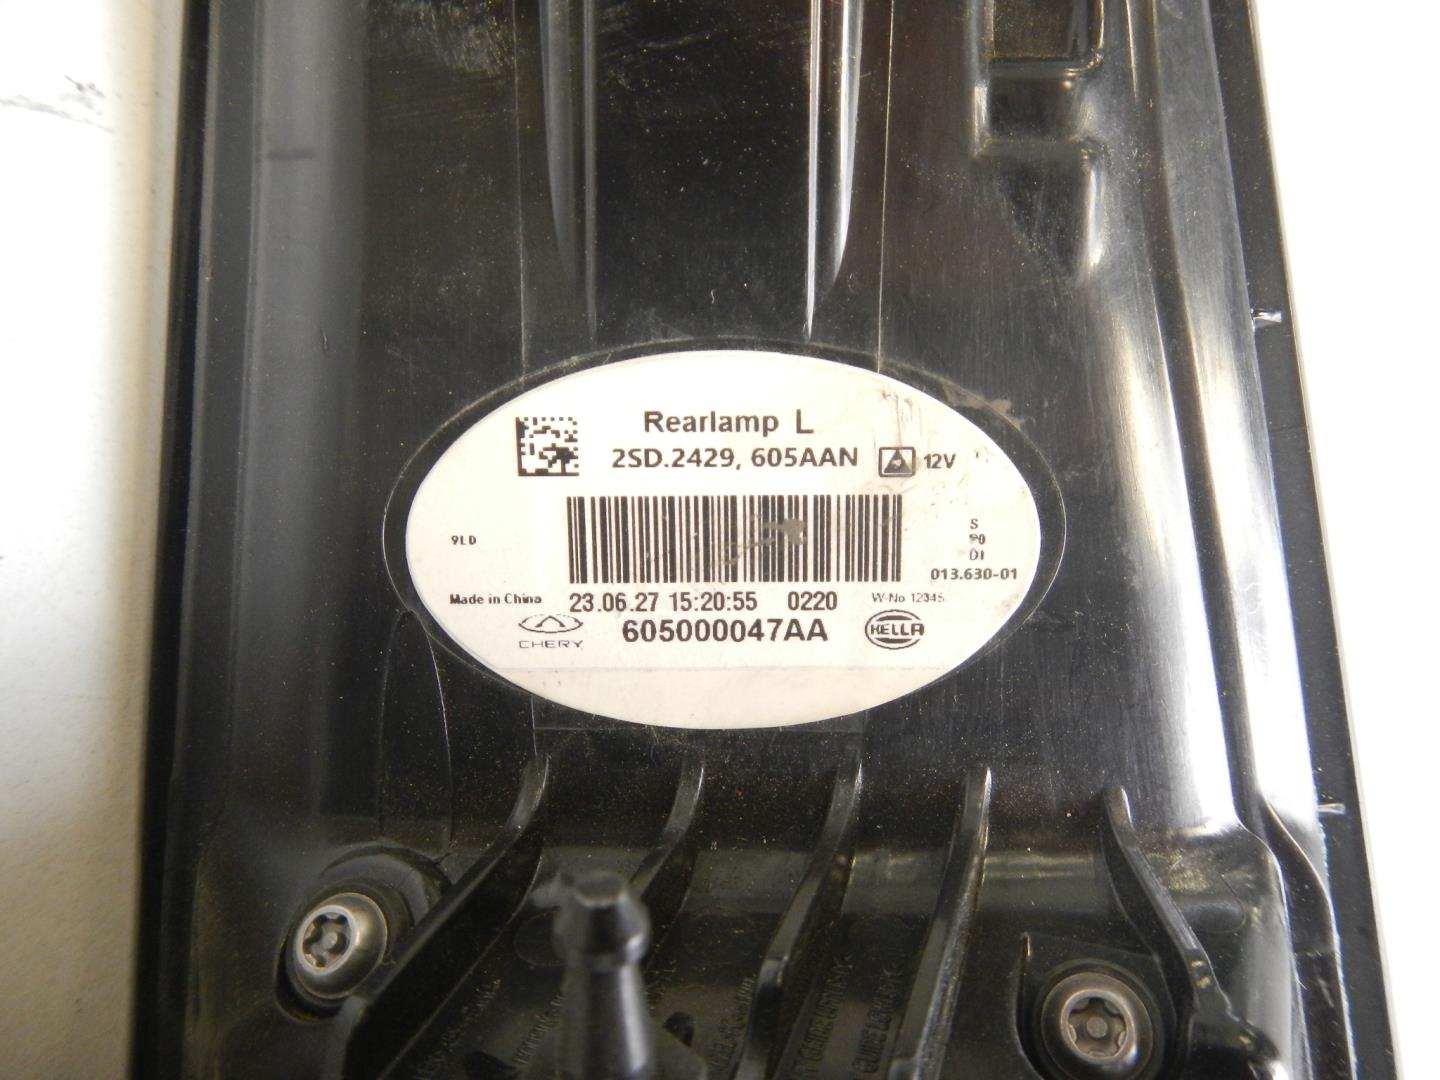 Rearlamp L
2SD.2429, 605AAN 12V
9LD
S
DI
013.630-01
Made in China 23.06.27 15:20:55 0220 W-No 12345
CHERY 605000047AA HELLA